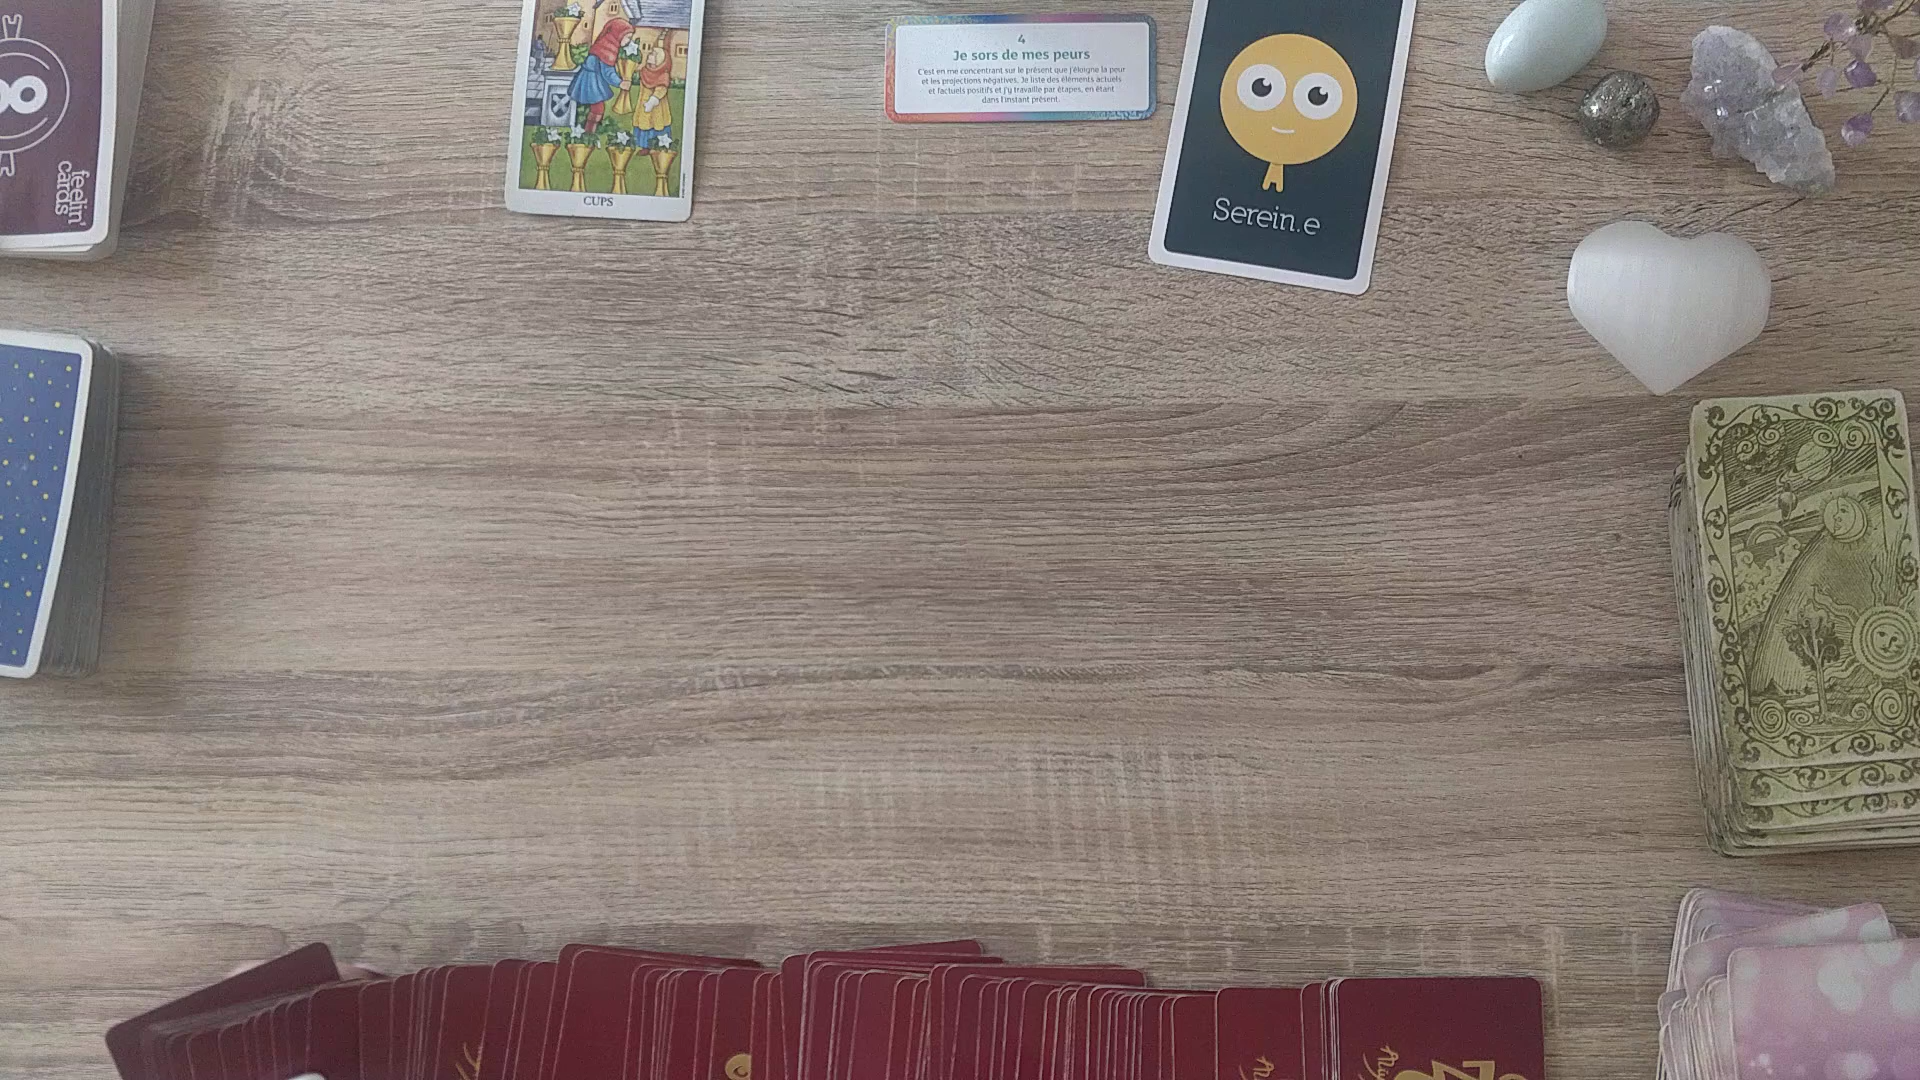 feelin'
cards
CUPS
4
Je sors de mes peurs
C'est en me concentrant sur le présent que j'éloigne la peur
et les projections négatives. Je liste des éléments actuels
et factuels positifs et j'y travaille par étapes, en étant
dans l'instant présent.
Serein.e